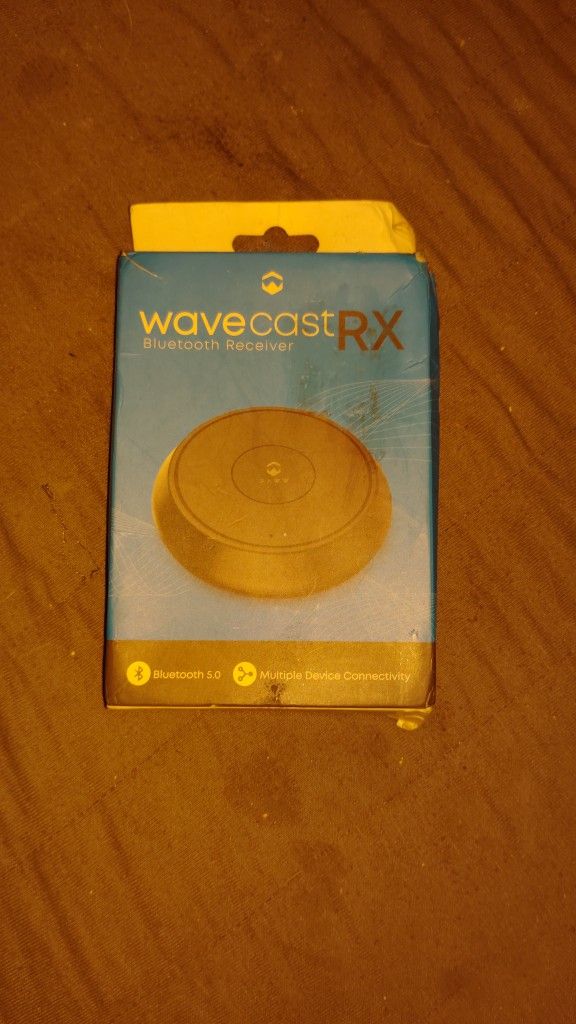 wavecastRX
Bluetooth Receiver
Bluetooth 5.0
Multiple Device Connectivity